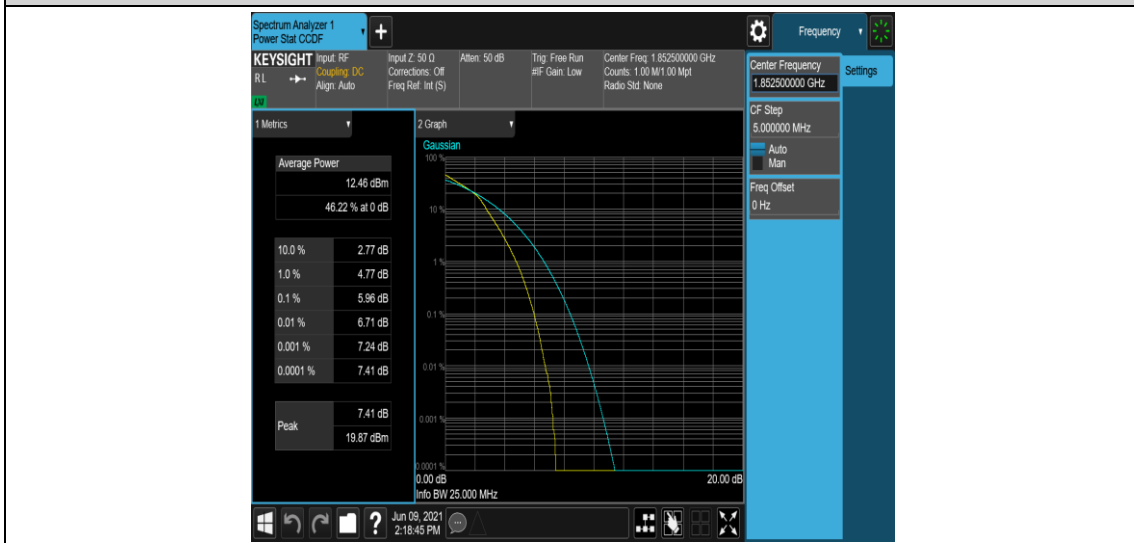 Spectrum Analyzer 1
Power Stat CCDF
+
Frequency
KEYSIGHT
RL
Input: RF
Coupling: DC
Align: Auto
Input Z: 50 Ω
Corrections: Off
Freq Ref: Int (S)
Atten: 50 dB
Trig: Free Run
#IF Gain: Low
Center Freq: 1.852500000 GHz
Counts: 1.00 M/1.00 Mpt
Radio Std: None
Center Frequency
1.852500000 GHz
Settings
CF Step
5.000000 MHz
Auto
Man
Freq Offset
0 Hz
1 Metrics
Average Power
12.46 dBm
46.22 % at 0 dB
10.0 % 2.77 dB
1.0 % 4.77 dB
0.1 % 5.96 dB
0.01 % 6.71 dB
0.001 % 7.24 dB
0.0001 % 7.41 dB
Peak
7.41 dB
19.87 dBm
2 Graph
Gaussian
100 %
10 %
1 %
0.1 %
0.01 %
0.001 %
0.0001 %
0.00 dB 20.00 dB
Info BW 25.000 MHz
?
Jun 09, 2021
2:18:45 PM